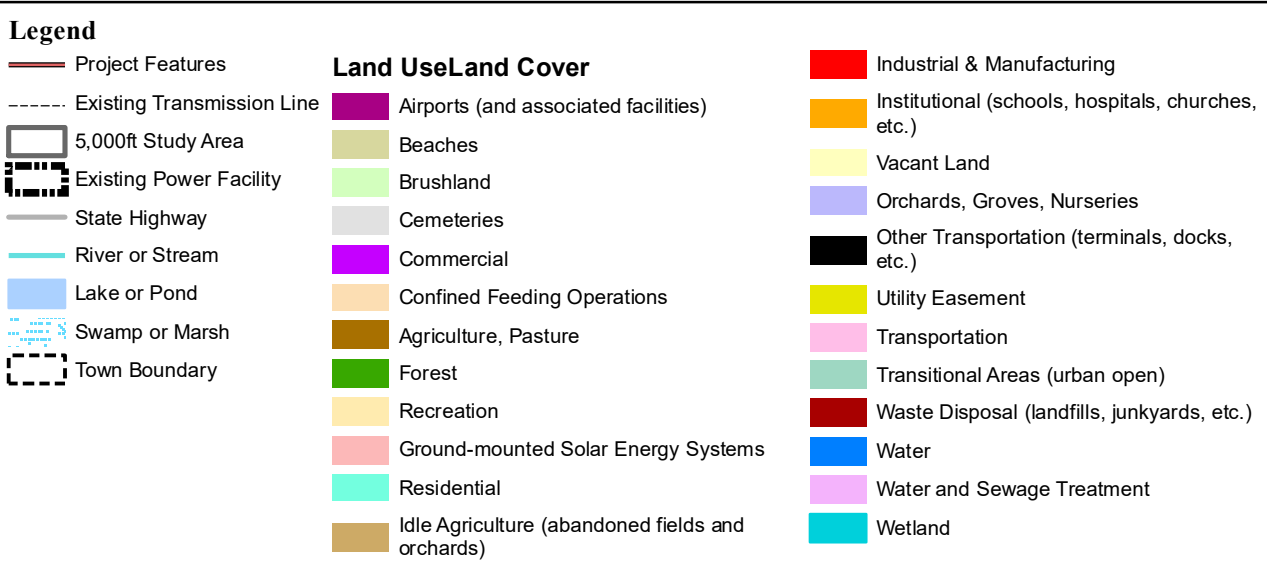 Legend
Project Features
Existing Transmission Line
5,000ft Study Area
Existing Power Facility
State Highway
River or Stream
Lake or Pond
Swamp or Marsh
Town Boundary
Land UseLand Cover
Airports (and associated facilities)
Beaches
Brushland
Cemeteries
Commercial
Confined Feeding Operations
Agriculture, Pasture
Forest
Recreation
Ground-mounted Solar Energy Systems
Residential
Idle Agriculture (abandoned fields and
orchards)
Industrial & Manufacturing
Institutional (schools, hospitals, churches,
etc.)
Vacant Land
Orchards, Groves, Nurseries
Other Transportation (terminals, docks,
etc.)
Utility Easement
Transportation
Transitional Areas (urban open)
Waste Disposal (landfills, junkyards, etc.)
Water
Water and Sewage Treatment
Wetland